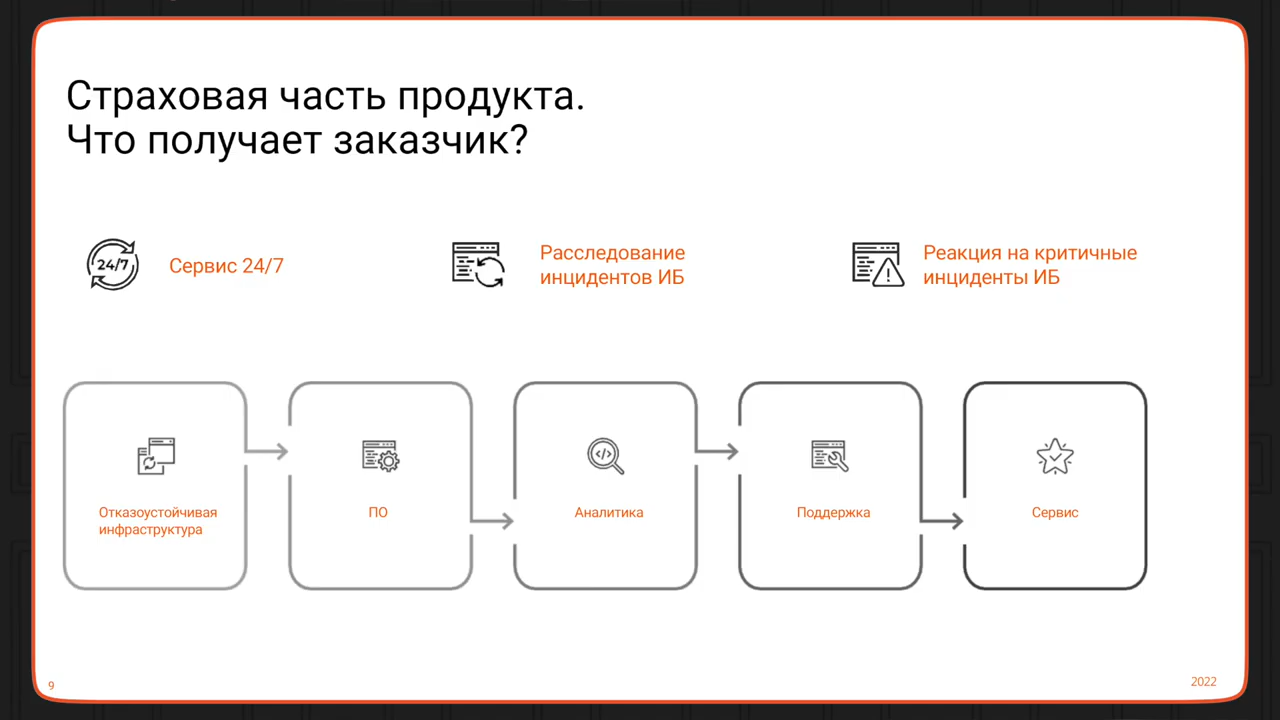 Страховая часть продукта.
Что получает заказчик?
24/7
Сервис 24/7
Расследование
инцидентов ИБ
Реакция на критичные
инциденты ИБ
Отказоустойчивая
инфраструктура
ПО
</>
Аналитика
Поддержка
Сервис
9
2022